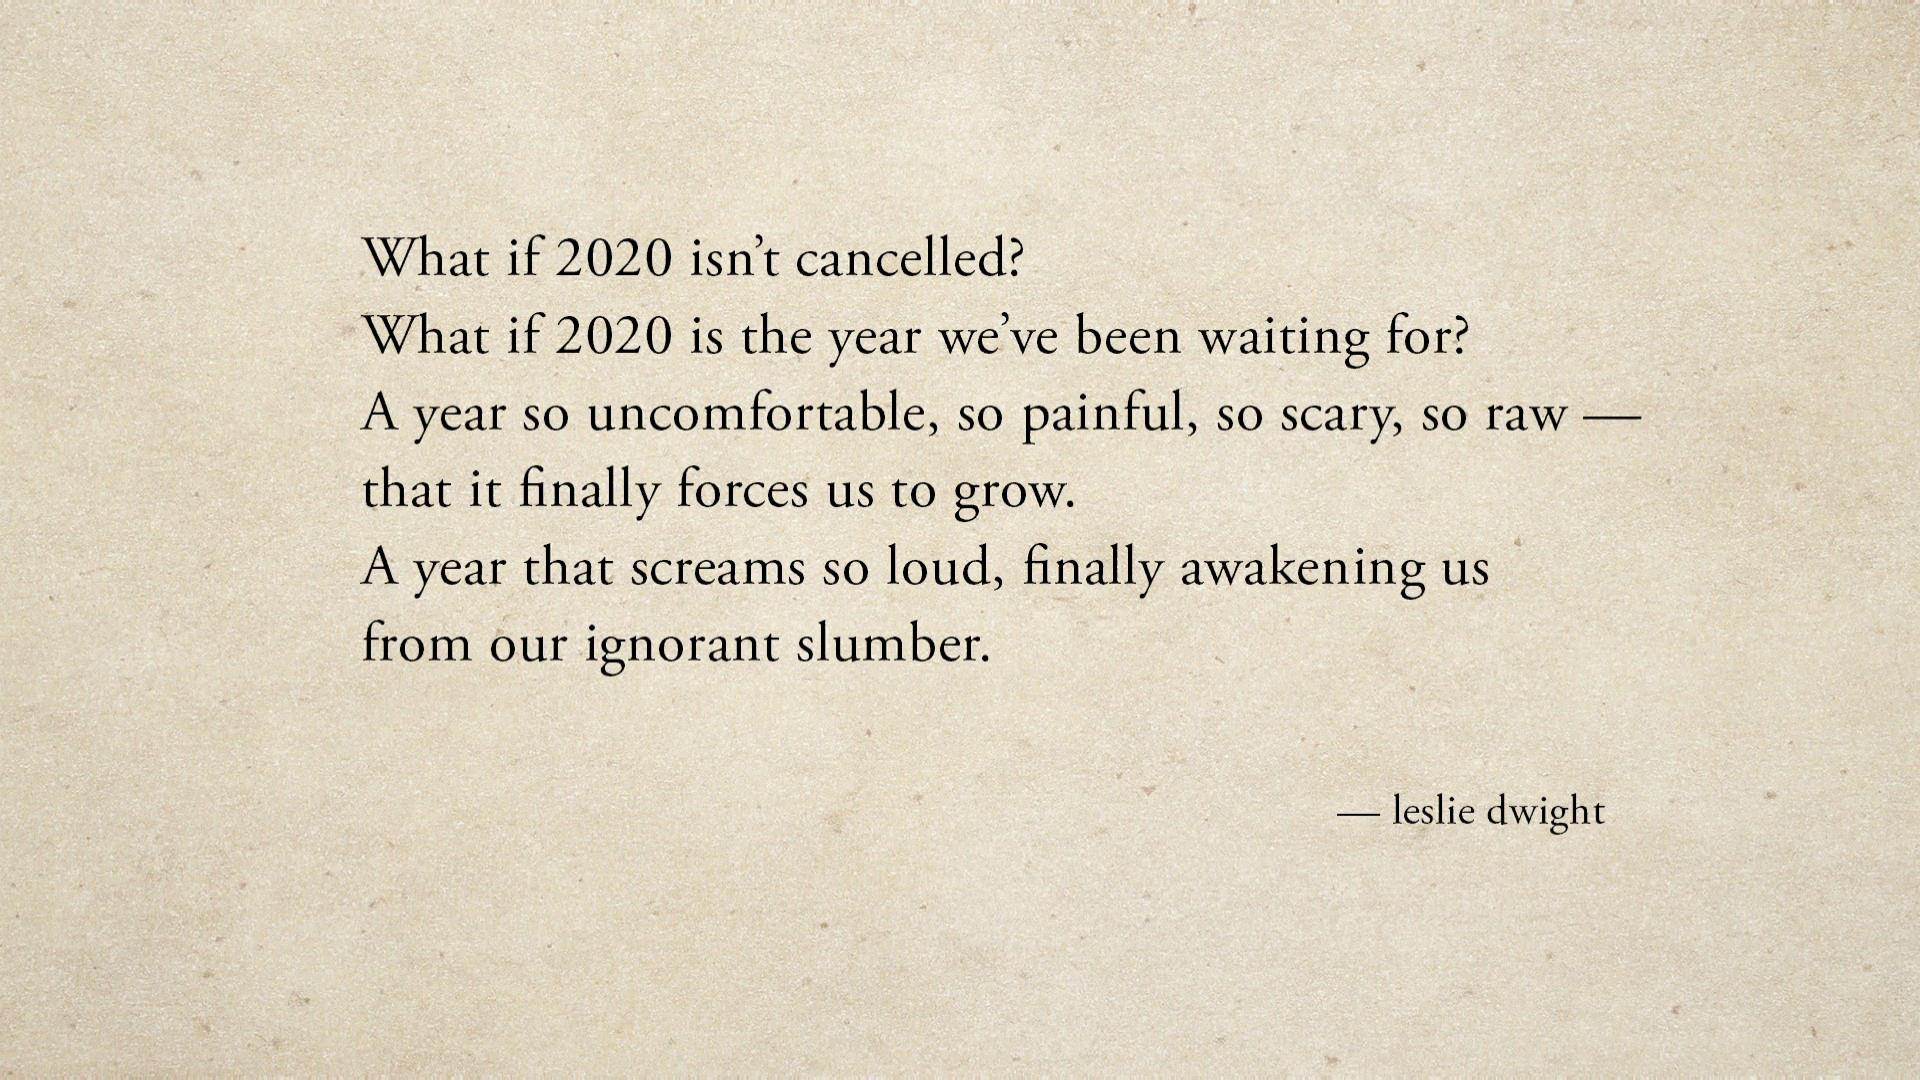 What if 2020 isn’t cancelled?
What if 2020 is the year we’ve been waiting for?
A year so uncomfortable, so painful, so scary, so raw —
that it finally forces us to grow.
A year that screams so loud, finally awakening us
from our ignorant slumber.
— leslie dwight